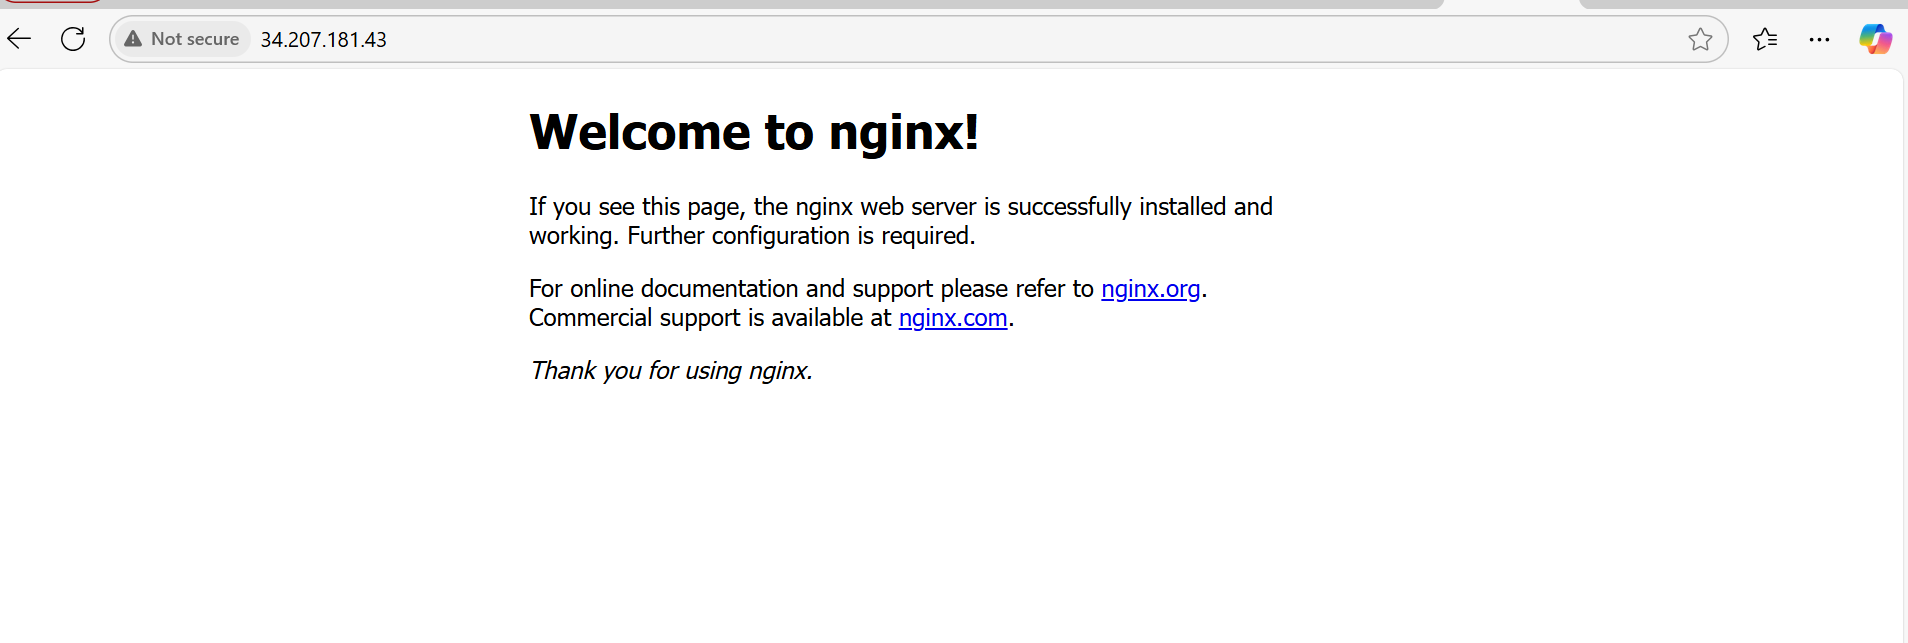 Not secure 34.207.181.43
Welcome to nginx!
If you see this page, the nginx web server is successfully installed and
working. Further configuration is required.
For online documentation and support please refer to nginx.org.
Commercial support is available at nginx.com.
Thank you for using nginx.